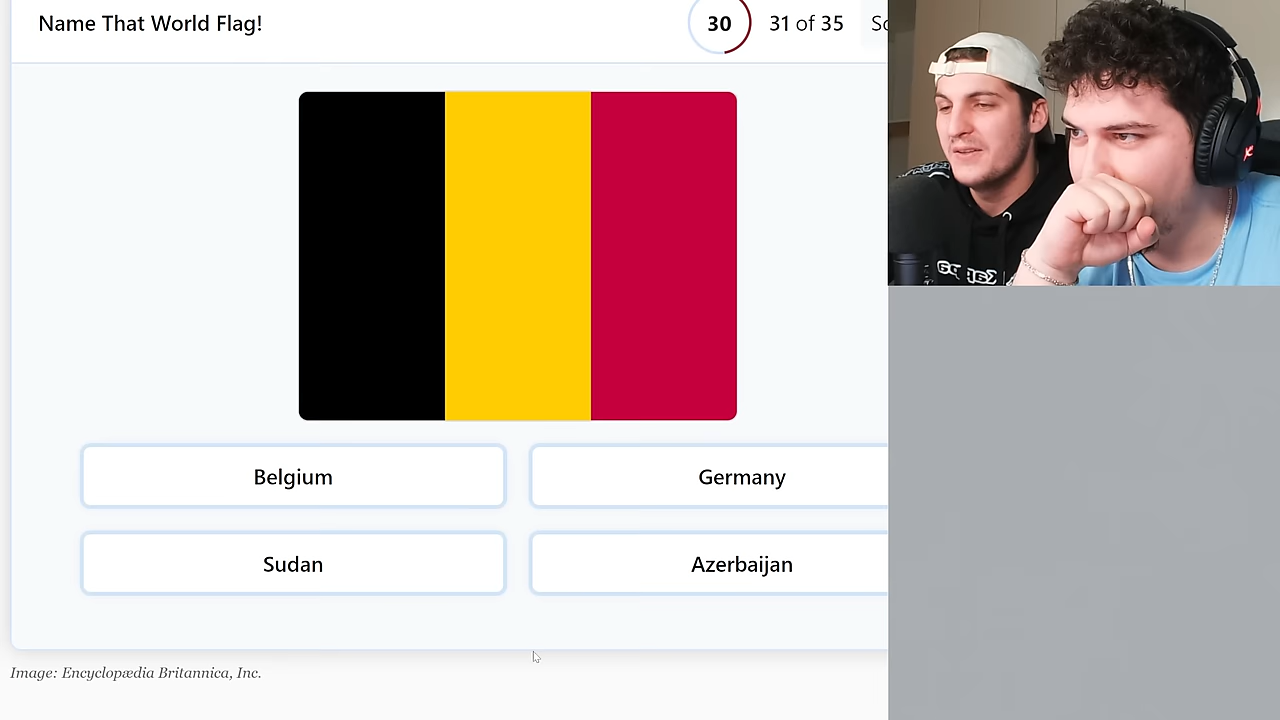 Name That World Flag!
30
31 of 35
Belgium
Germany
Sudan
Azerbaijan
Image: Encyclopædia Britannica, Inc.